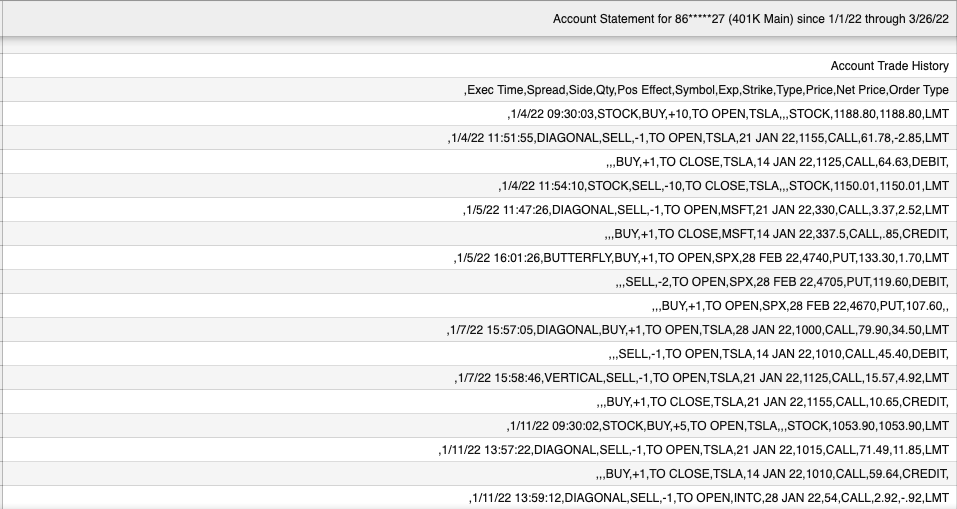 Account Statement for 86*****27 (401K Main) since 1/1/22 through 3/26/22
Account Trade History
,Exec Time,Spread,Side,Qty,Pos Effect,Symbol,Exp,Strike,Type,Price,Net Price,Order Type
,1/4/22 09:30:03,STOCK,BUY,+10,TO OPEN,TSLA,,,STOCK,1188.80,1188.80,LMT
,1/4/22 11:51:55,DIAGONAL,SELL,-1,TO OPEN,TSLA,21 JAN 22,1155,CALL,61.78,-2.85,LMT
,,,BUY,+1,TO CLOSE,TSLA,14 JAN 22,1125,CALL,64.63,DEBIT,
,1/4/22 11:54:10,STOCK,SELL,-10,TO CLOSE,TSLA,,,STOCK,1150.01,1150.01,LMT
,1/5/22 11:47:26,DIAGONAL,SELL,-1,TO OPEN,MSFT,21 JAN 22,330,CALL,3.37,2.52,LMT
,,,BUY,+1,TO CLOSE,MSFT,14 JAN 22,337.5,CALL,.85,CREDIT,
,1/5/22 16:01:26,BUTTERFLY,BUY,+1,TO OPEN,SPX,28 FEB 22,4740,PUT,133.30,1.70,LMT
,,,SELL,-2,TO OPEN,SPX,28 FEB 22,4705,PUT,119.60,DEBIT,
,,,BUY,+1,TO OPEN,SPX,28 FEB 22,4670,PUT,107.60,,
,1/7/22 15:57:05,DIAGONAL,BUY,+1,TO OPEN,TSLA,28 JAN 22,1000,CALL,79.90,34.50,LMT
,,,SELL,-1,TO OPEN,TSLA,14 JAN 22,1010,CALL,45.40,DEBIT,
,1/7/22 15:58:46,VERTICAL,SELL,-1,TO OPEN,TSLA,21 JAN 22,1125,CALL,15.57,4.92,LMT
,,,BUY,+1,TO CLOSE,TSLA,21 JAN 22,1155,CALL,10.65,CREDIT,
,1/11/22 09:30:02,STOCK,BUY,+5,TO OPEN,TSLA,,,STOCK,1053.90,1053.90,LMT
,1/11/22 13:57:22,DIAGONAL,SELL,-1,TO OPEN,TSLA,21 JAN 22,1015,CALL,71.49,11.85,LMT
,,,BUY,+1,TO CLOSE,TSLA,14 JAN 22,1010,CALL,59.64,CREDIT,
,1/11/22 13:59:12,DIAGONAL,SELL,-1,TO OPEN,INTC,28 JAN 22,54,CALL,2.92,-.92,LMT